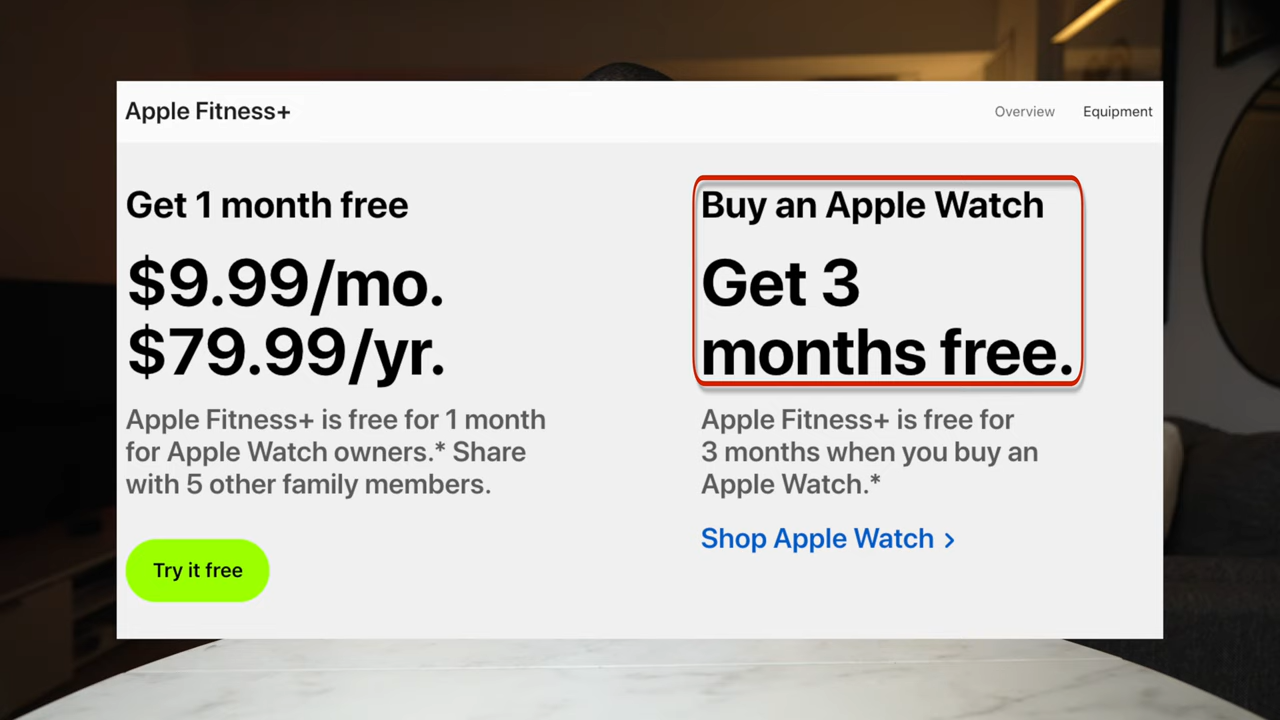 Apple Fitness+
Overview
Equipment
Get 1 month free
$9.99/mo.
$79.99/yr.
Apple Fitness+ is free for 1 month
for Apple Watch owners.* Share
with 5 other family members.
Try it free
Buy an Apple Watch
Get 3
months free.
Apple Fitness+ is free for
3 months when you buy an
Apple Watch.*
Shop Apple Watch >